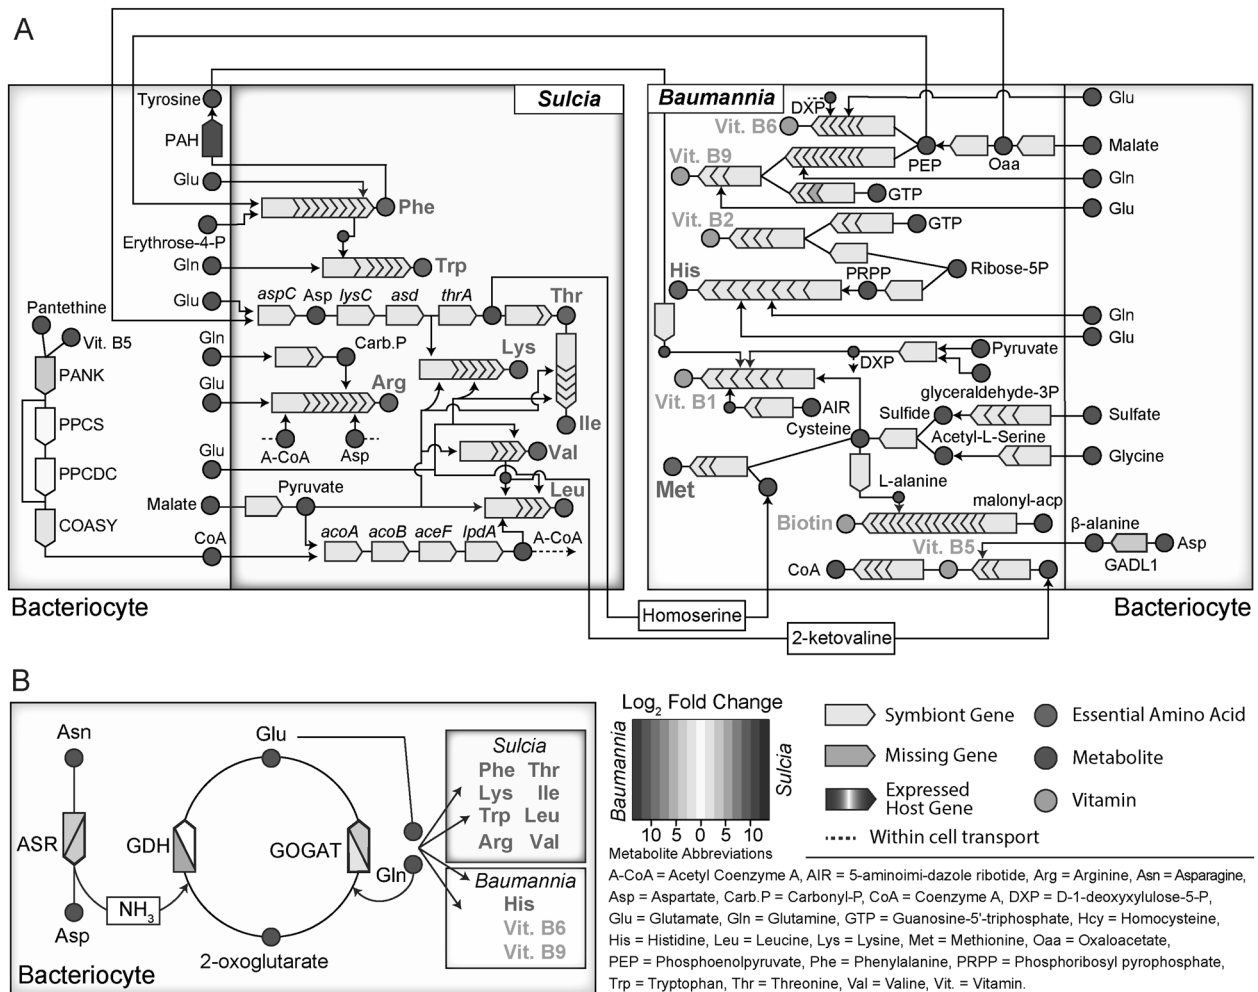 A
Sulcia
Baumannia
Tyrosine
PAH
Glu
Erythrose-4-P
Gln
Glu
Phe
Trp
aspC
Asp
lysC
asd
thrA
Thr
Pantethine
Vit. B5
PANK
PPCS
PPCDC
COASY
Gln
Carb.P
Lys
Glu
Arg
A-CoA
Asp
Ile
Val
Glu
Leu
Malate
Pyruvate
CoA
acoA
acoB
aceF
lpdA
A-CoA
Bacteriocyte
DXP
Vit. B6
Glu
PEP
Oaa
Malate
Vit. B9
Gln
GTP
Glu
Vit. B2
GTP
His
PRPP
Ribose-5P
Gln
Glu
DXP
Pyruvate
glyceraldehyde-3P
Vit. B1
AIR
Cysteine
Sulfide
Sulfate
Acetyl-L-Serine
Glycine
Met
L-alanine
malonyl-acp
Biotin
β-alanine
Vit. B5
Asp
CoA
GADL1
Bacteriocyte
Homoserine
2-ketovaline
B
Asn
Glu
ASR
GDH
GOGAT
Gln
NH3
Asp
2-oxoglutarate
Bacteriocyte
Sulcia
Phe Thr
Lys Ile
Trp Leu
Arg Val
Baumannia
His
Vit. B6
Vit. B9
Log2 Fold Change
Baumannia
Sulcia
10 5 0 5 10
Symbiont Gene
Missing Gene
Expressed
Host Gene
Within cell transport
Essential Amino Acid
Metabolite
Vitamin
Metabolite Abbreviations
A-CoA = Acetyl Coenzyme A, AIR = 5-aminoimi-dazole ribotide, Arg = Arginine, Asn = Asparagine,
Asp = Aspartate, Carb.P = Carbonyl-P, CoA = Coenzyme A, DXP = D-1-deoxyxylulose-5-P,
Glu = Glutamate, Gln = Glutamine, GTP = Guanosine-5'-triphosphate, Hcy = Homocysteine,
His = Histidine, Leu = Leucine, Lys = Lysine, Met = Methionine, Oaa = Oxaloacetate,
PEP = Phosphoenolpyruvate, Phe = Phenylalanine, PRPP = Phosphoribosyl pyrophosphate,
Trp = Tryptophan, Thr = Threonine, Val = Valine, Vit. = Vitamin.